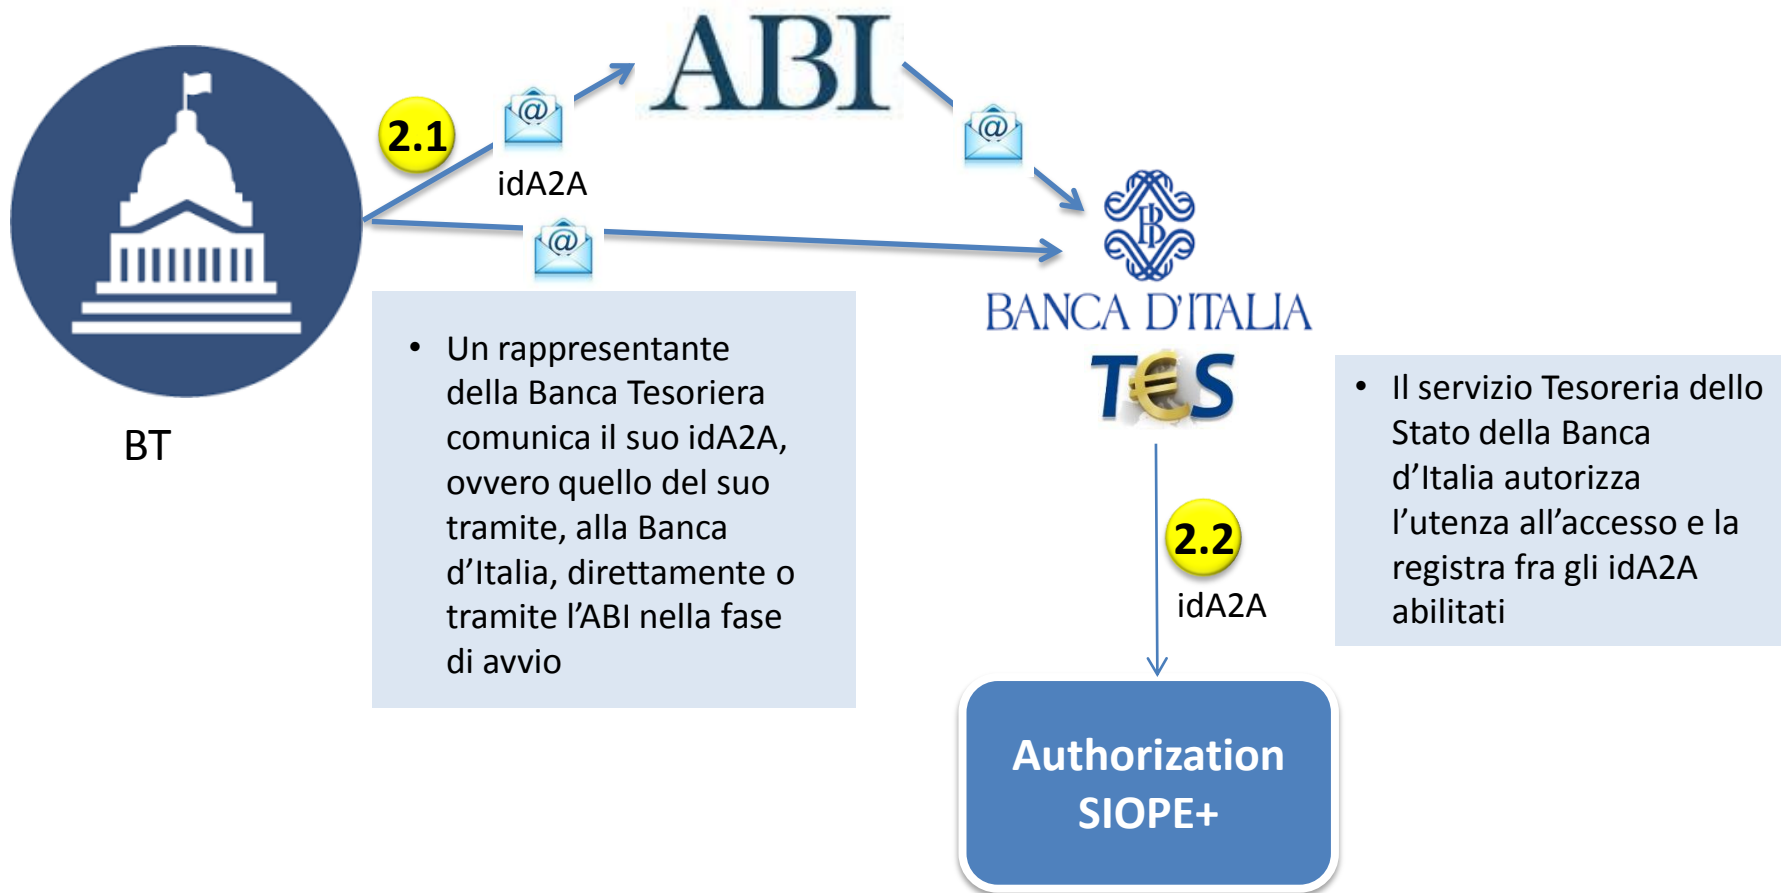 ABI
2.1
@
@
idA2A
@
BANCA D'ITALIA
T€S
BT
• Un rappresentante
della Banca Tesoriera
comunica il suo idA2A,
ovvero quello del suo
tramite, alla Banca
d’Italia, direttamente o
tramite l’ABI nella fase
di avvio
• Il servizio Tesoreria dello
Stato della Banca
d’Italia autorizza
l’utenza all’accesso e la
registra fra gli idA2A
abilitati
2.2
idA2A
Authorization
SIOPE+